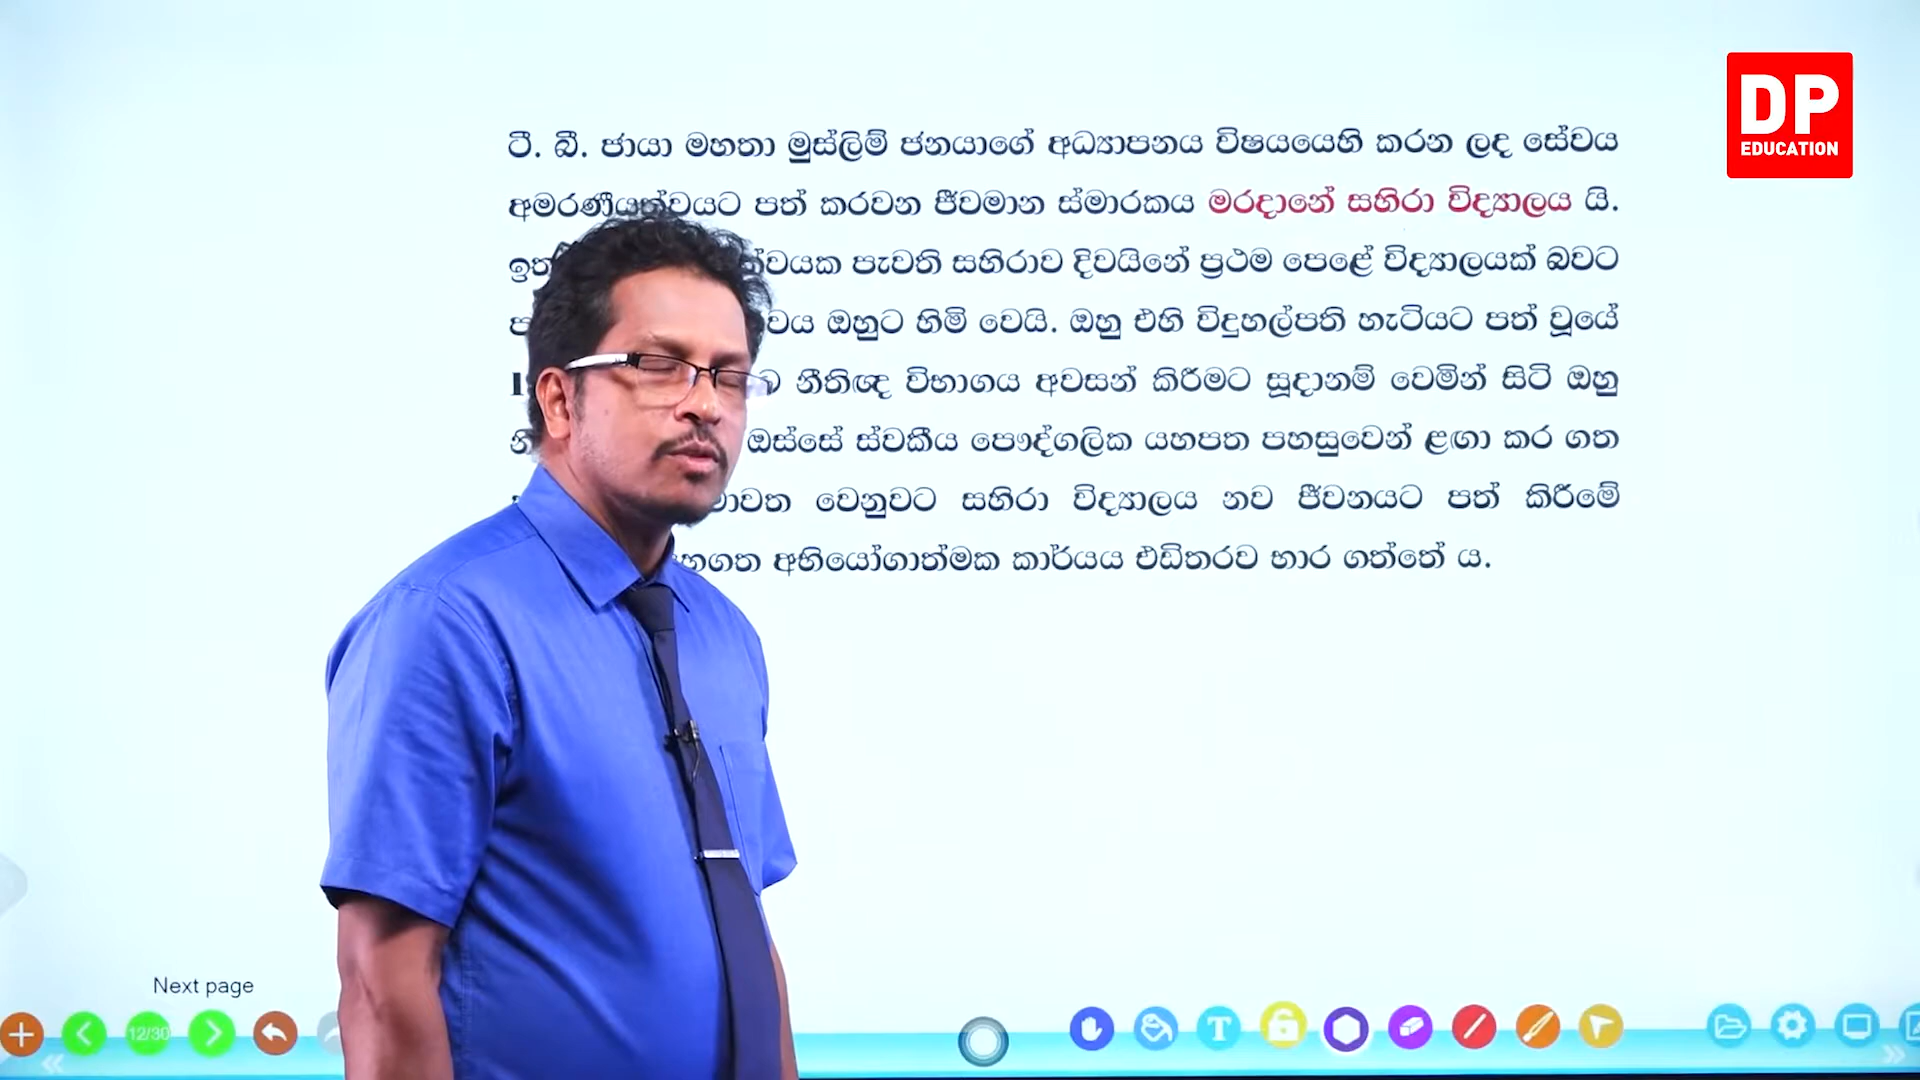 DP
EDUCATION
ටී. බී. ජායා මහතා මුස්ලිම් ජනයාගේ අධ්‍යාපනය විෂයයෙහි කරන ලද සේවය
අමරණීයත්වයට පත් කරවන ජීවමාන ස්මාරකය මරදානේ සහිරා විද්‍යාලය යි.
පැවති සහිරාව දිවයිනේ ප්‍රථම පෙළේ විද්‍යාලයක් බවට
ඔහුට හිමි වෙයි. ඔහු එහි විදුහල්පති හැටියට පත් වූයේ
නීතිඥ විභාගය අවසන් කිරීමට සූදානම් වෙමින් සිටි ඔහු
ඔස්සේ ස්වකීය පෞද්ගලික යහපත පහසුවෙන් ළඟා කර ගත
වෙනුවට සහිරා විද්‍යාලය නව ජීවනයට පත් කිරීමේ
අභියෝගාත්මක කාර්යය එඩිතරව භාර ගත්තේ ය.
Next page
12/30